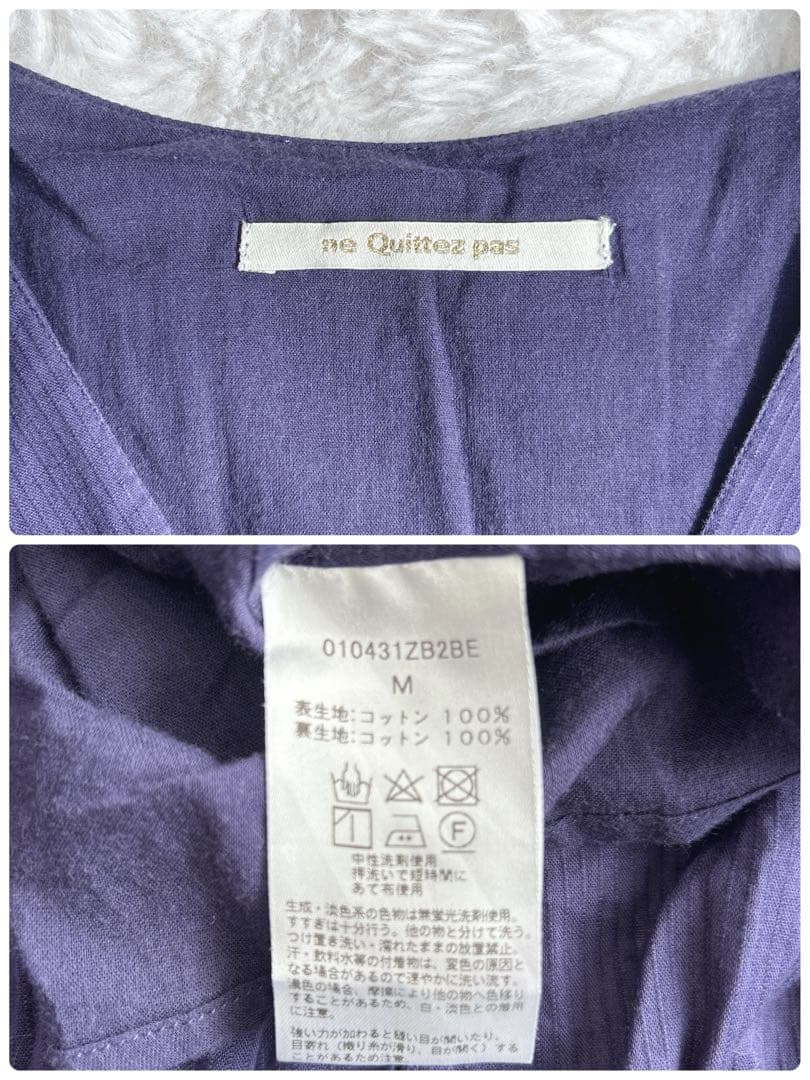 ne Quittez pas
010431ZB2BE
M
表生地:コットン 100%
裏生地:コットン 100%
F
中性洗剤使用
押洗いで短時間に
あて布使用
生成・淡色系の色物は無蛍光洗剤使用。
すすぎは十分行う。他の物と分けて洗う。
つけ置き洗い・濡れたままの放置禁止。
汗・飲料水等の付着物は、変色の原因と
なる場合があるので速やかに洗い流す。
濃色の場合、摩擦により他の物へ色移り
することがあるため、白・淡色との着用
に注意。
強い力が加わると縫い目が開いたり、
目寄れ(織り糸が滑り、目が開く)する
ことがあるため注意。